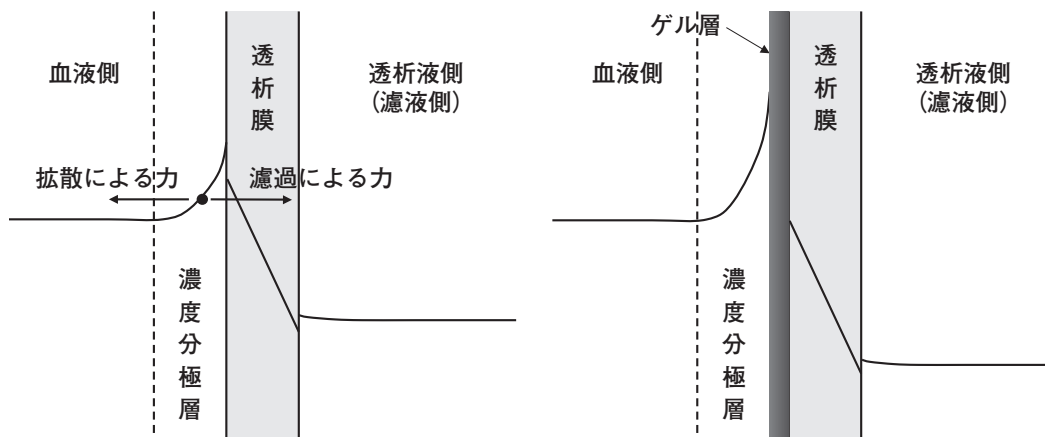 血液側
透析膜
透析液側
(濾液側)
拡散による力
濾過による力
濃度分極層
ゲル層
血液側
透析膜
透析液側
(濾液側)
濃度分極層